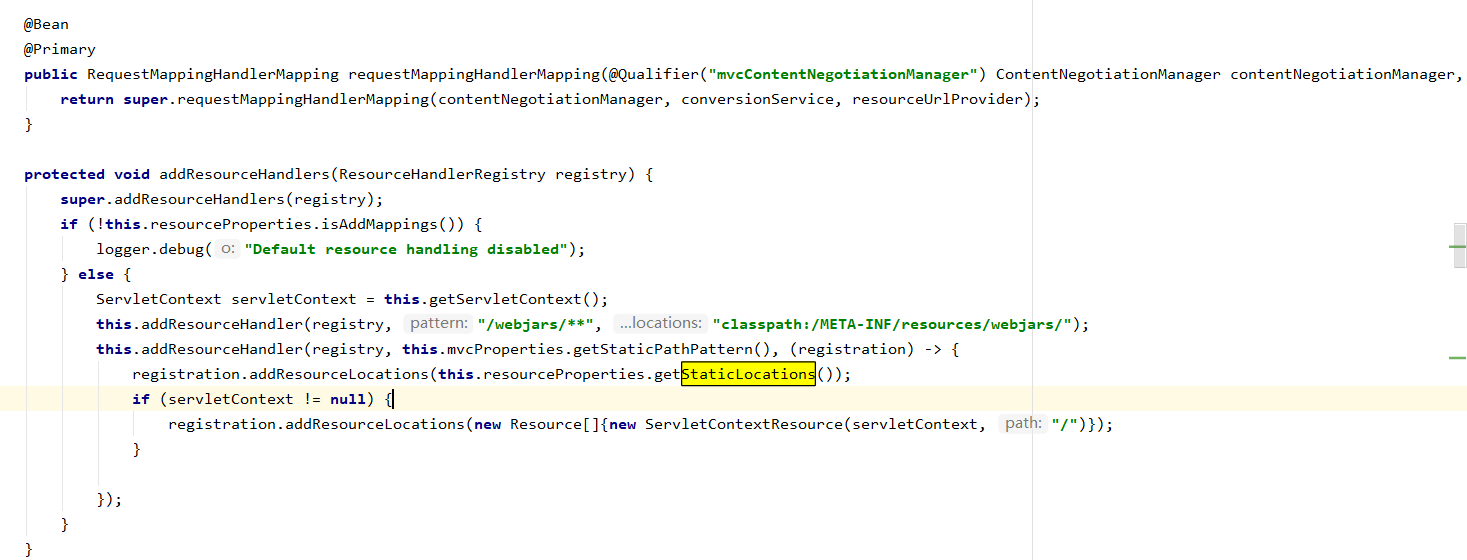 @Bean
@Primary
public RequestMappingHandlerMapping requestMappingHandlerMapping(@Qualifier("mvcContentNegotiationManager") ContentNegotiationManager contentNegotiationManager,
return super.requestMappingHandlerMapping(contentNegotiationManager, conversionService, resourceUrlProvider);
}
protected void addResourceHandlers(ResourceHandlerRegistry registry) {
super.addResourceHandlers(registry);
if (!this.resourceProperties.isAddMappings()) {
logger.debug( o: "Default resource handling disabled");
} else {
ServletContext servletContext = this.getServletContext();
this.addResourceHandler(registry, pattern: "/webjars/**", ...locations: "classpath:/META-INF/resources/webjars/");
this.addResourceHandler(registry, this.mvcProperties.getStaticPathPattern(), (registration) -> {
registration.addResourceLocations(this.resourceProperties.getStaticLocations());
if (servletContext != null) {
registration.addResourceLocations(new Resource[]{new ServletContextResource(servletContext, path: "/")});
}
});
}
}